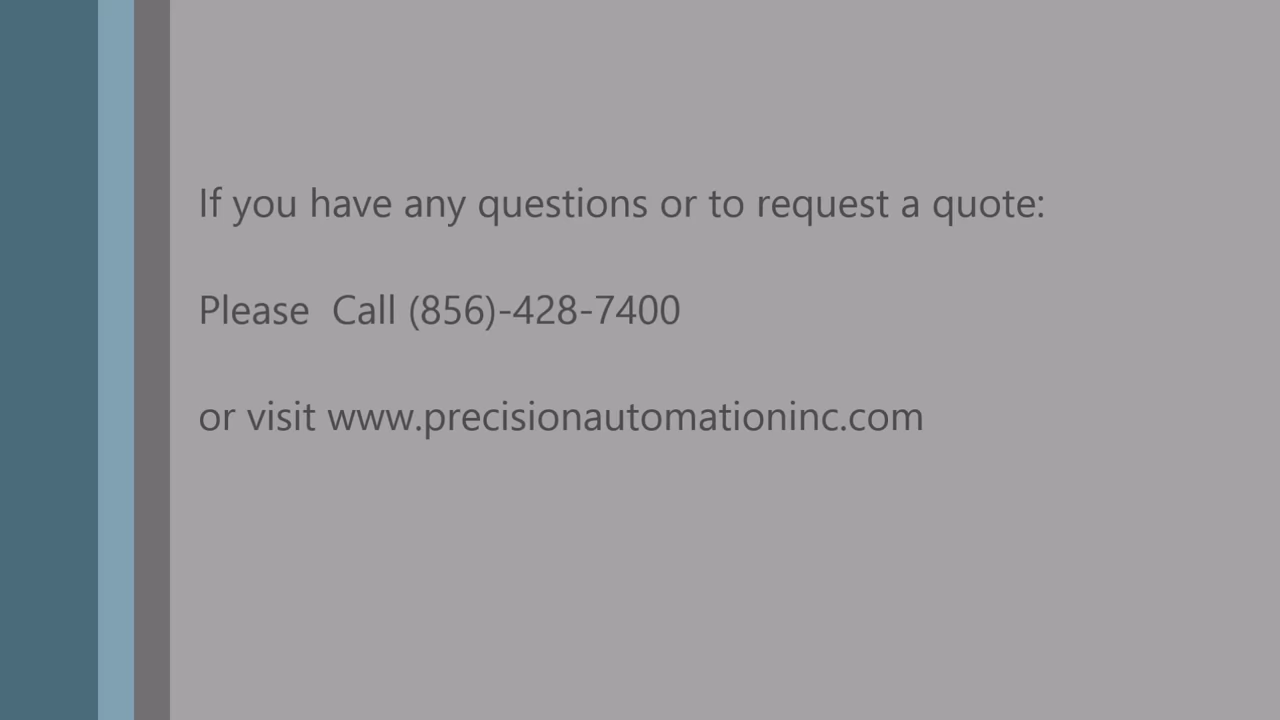 If you have any questions or to request a quote:
Please  Call (856)-428-7400
or visit www.precisionautomationinc.com